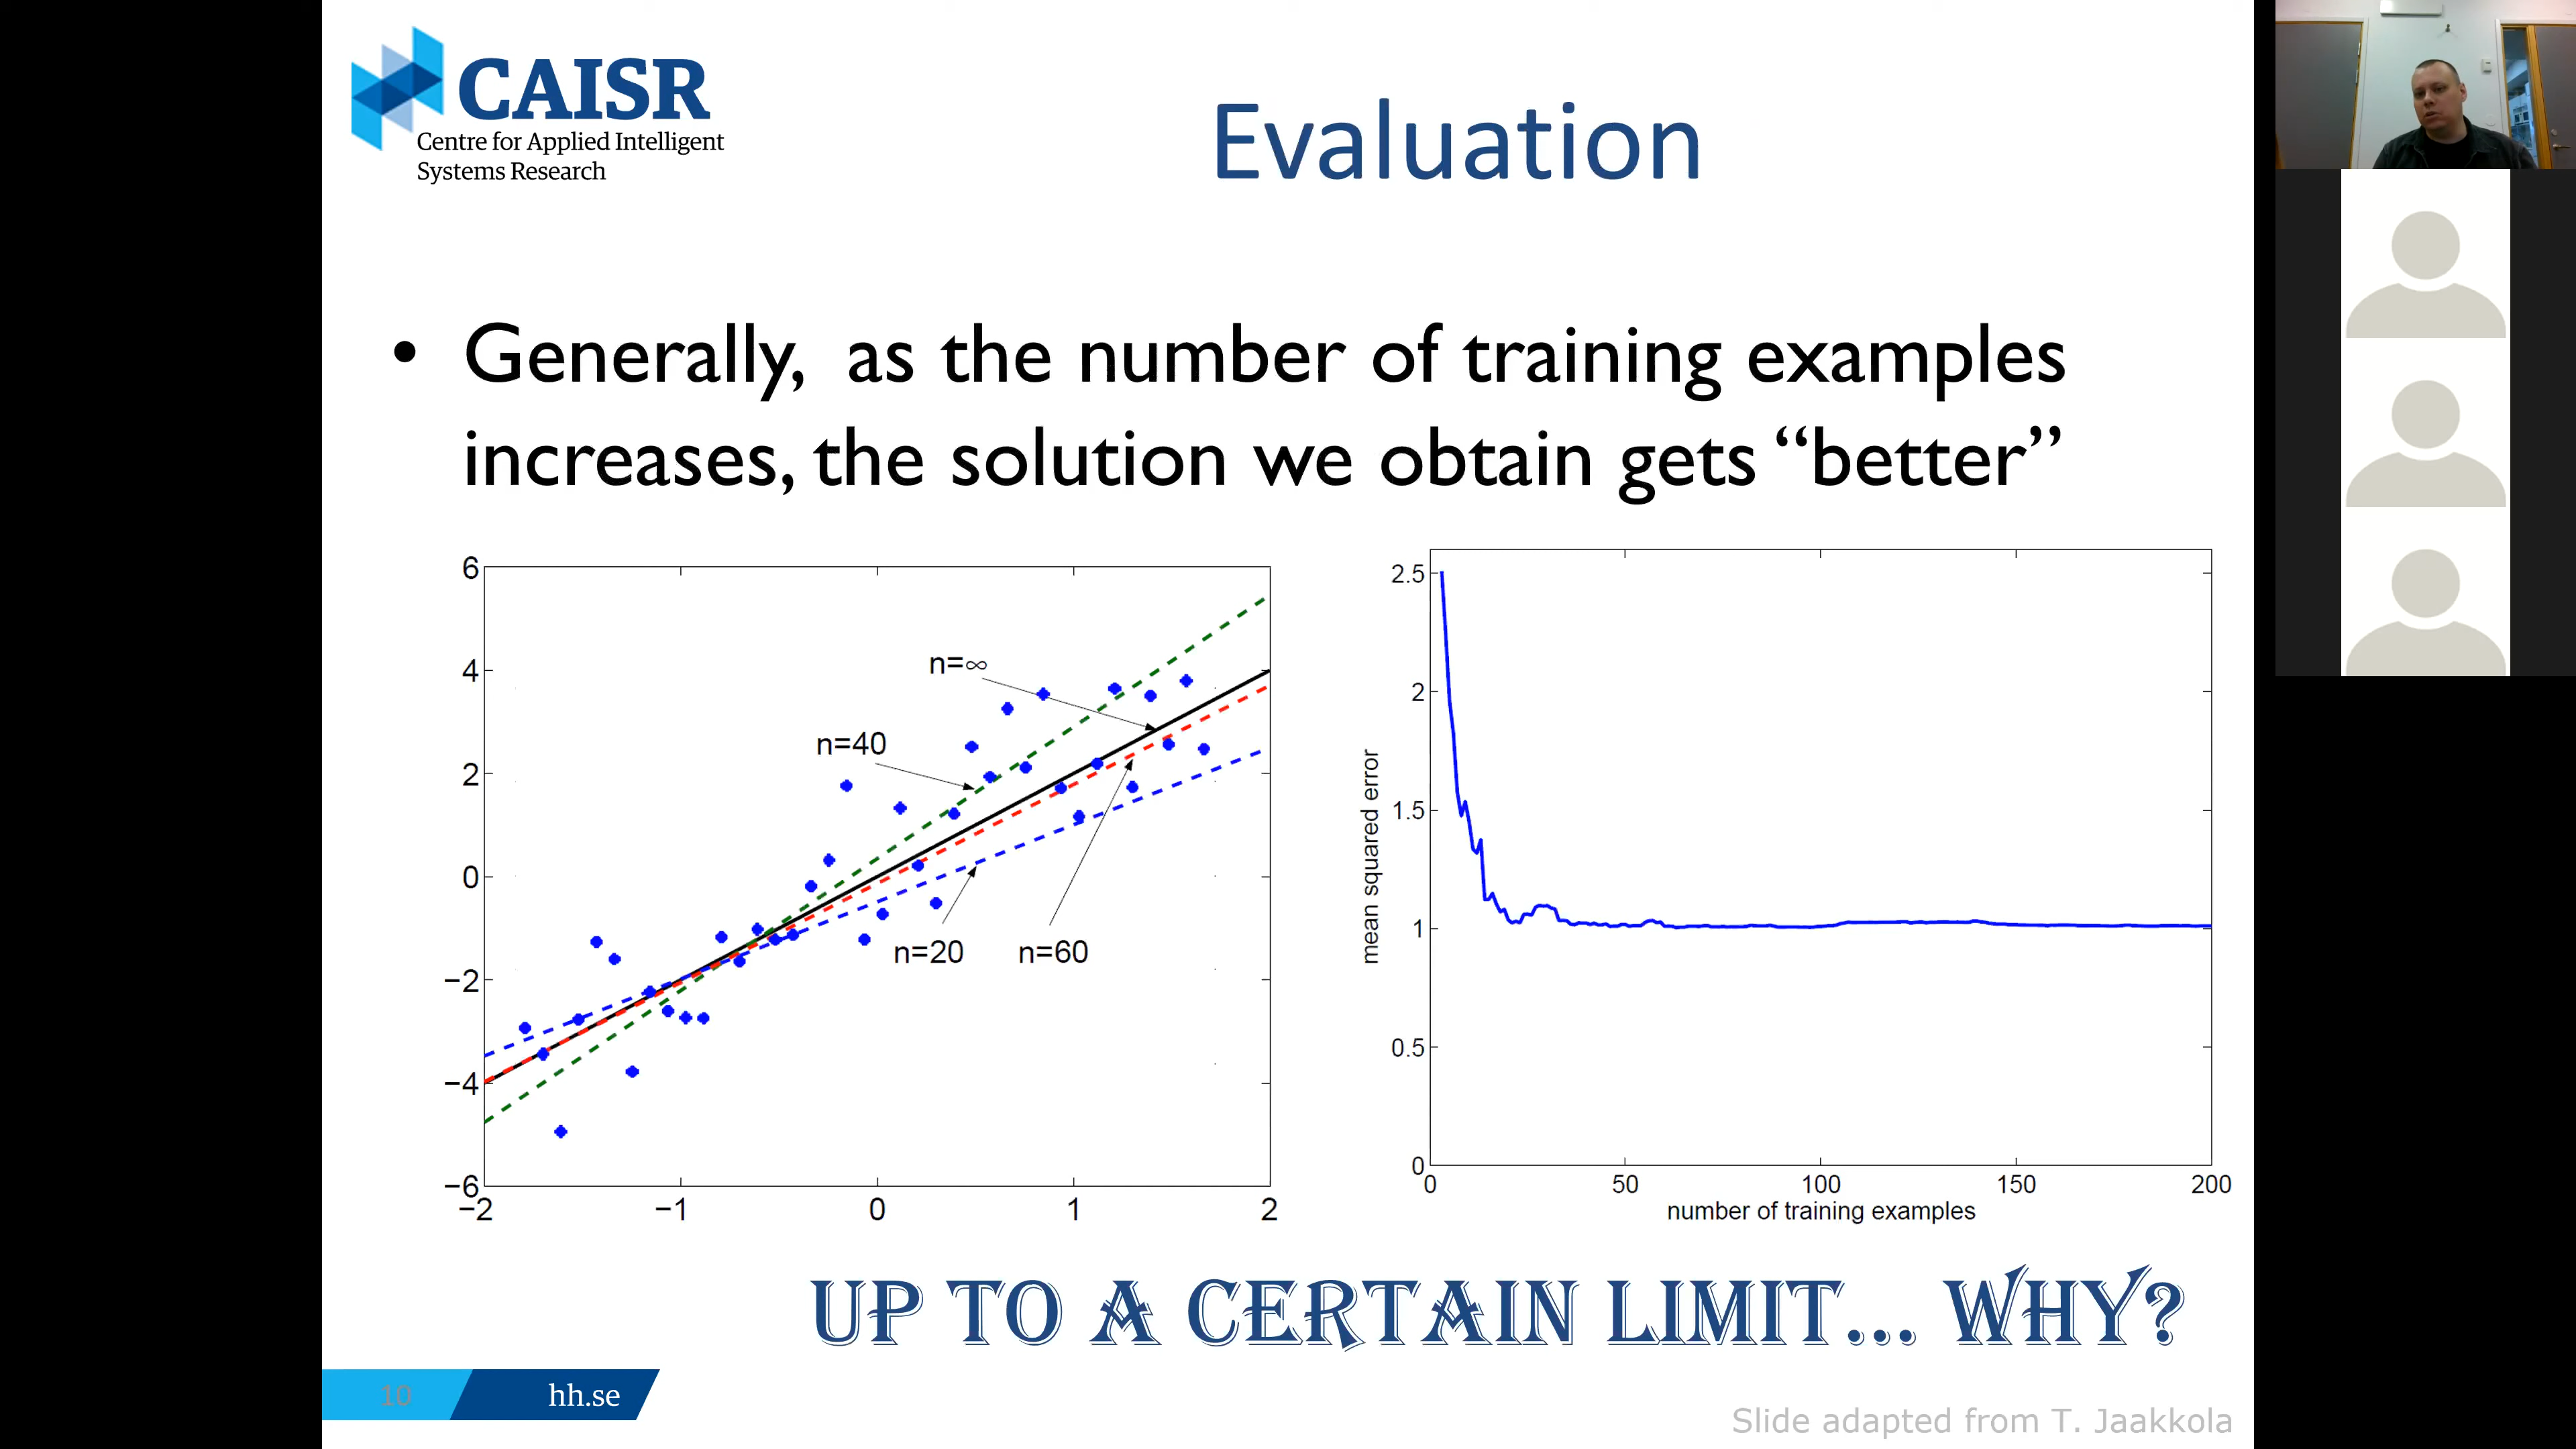 CAISR
Centre for Applied Intelligent
Systems Research
Evaluation
• Generally, as the number of training examples
increases, the solution we obtain gets “better”
6
4
2
0
−2
−4
−6
−2 −1 0 1 2
n=∞
n=40
n=20 n=60
2.5
2
1.5
1
0.5
0
mean squared error
0 50 100 150 200
number of training examples
UP TO A CERTAIN LIMIT... WHY?
10 hh.se
Slide adapted from T. Jaakkola